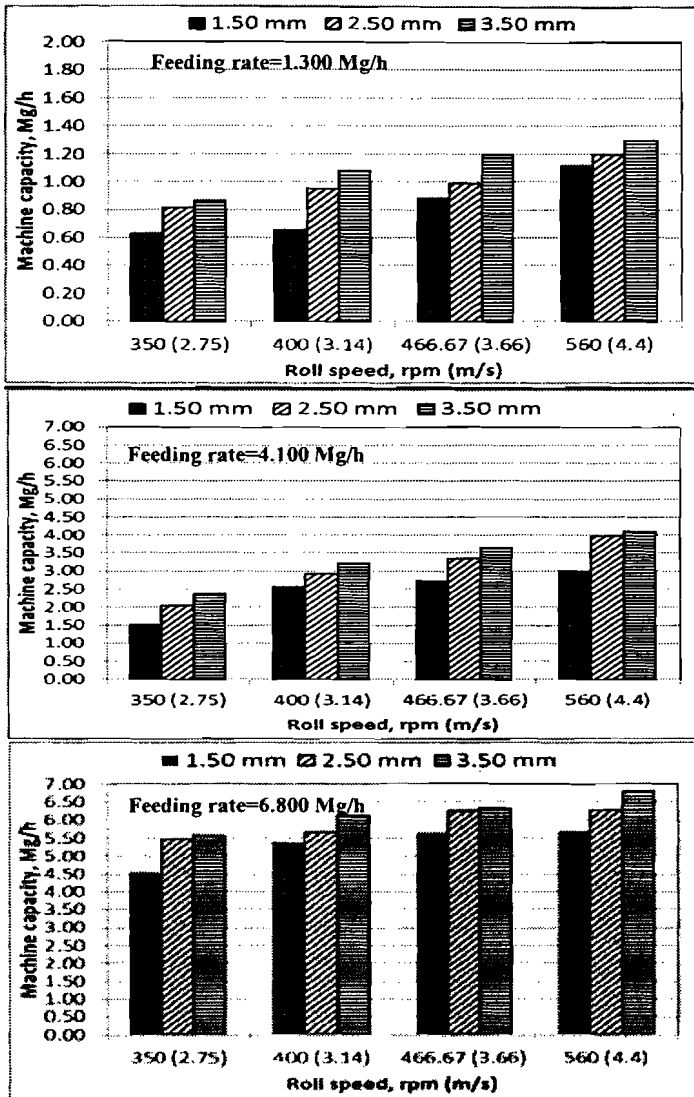 1.50 mm 2.50 mm 3.50 mm
Feeding rate=1.300 Mg/h
Machine capacity, Mg/h
2.00
1.80
1.60
1.40
1.20
1.00
0.80
0.60
0.40
0.20
0.00
350 (2.75) 400 (3.14) 466.67 (3.66) 560 (4.4)
Roll speed, rpm (m/s)
1.50 mm 2.50 mm 3.50 mm
Feeding rate=4.100 Mg/h
Machine capacity, Mg/h
7.00
6.50
6.00
5.50
5.00
4.50
4.00
3.50
3.00
2.50
2.00
1.50
1.00
0.50
0.00
350 (2.75) 400 (3.14) 466.67 (3.66) 560 (4.4)
Roll speed, rpm (m/s)
1.50 mm 2.50 mm 3.50 mm
Feeding rate=6.800 Mg/h
Machine capacity, Mg/h
7.00
6.50
6.00
5.50
5.00
4.50
4.00
3.50
3.00
2.50
2.00
1.50
1.00
0.50
0.00
350 (2.75) 400 (3.14) 466.67 (3.66) 560 (4.4)
Roll speed, rpm (m/s)